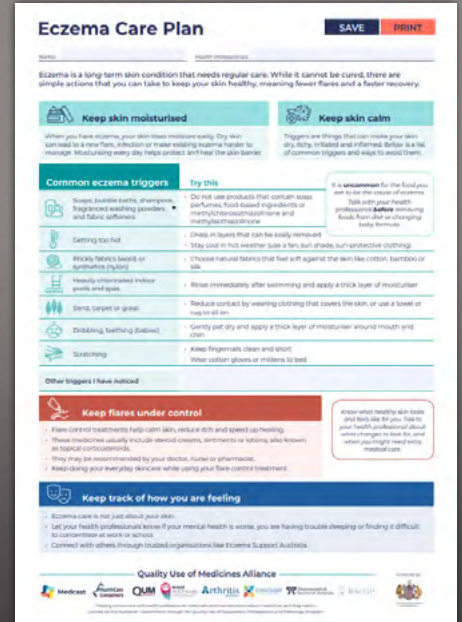 Eczema Care Plan
SAVE
PRINT
Name:
Health Professional:
Eczema is a long-term skin condition that needs regular care. While it cannot be cured, there are
simple actions that you can take to keep your skin healthy, meaning fewer flares and a faster recovery.
Keep skin moisturised
When you have eczema, your skin loses moisture easily. Dry skin
can lead to a new flare, infection or make existing eczema harder to
manage. Moisturising every day helps protect and heal the skin barrier.
Keep skin calm
Triggers are things that can make your skin
dry, itchy, irritated and inflamed. Below is a list
of common triggers and ways to avoid them.
Common eczema triggers
Try this
Soaps, bubble baths, shampoos,
fragranced washing powders
and fabric softeners
• Do not use products that contain soap,
perfumes, food-based ingredients or
methylchloroisothiazolinone and
methylisothiazolinone
Getting too hot
• Dress in layers that can be easily removed
• Stay cool in hot weather (use a fan, sun shade, sun-protective clothing)
Prickly fabrics (wool) or
synthetics (nylon)
• Choose natural fabrics that feel soft against the skin like cotton, bamboo or
silk
Heavily chlorinated indoor
pools and spas
• Rinse immediately after swimming and apply a thick layer of moisturiser
Sand, carpet or grass
• Reduce contact by wearing clothing that covers the skin, or use a towel or
rug to sit on
Dribbling, teething (babies)
• Gently pat dry and apply a thick layer of moisturiser around mouth and
chin
Scratching
• Keep fingernails clean and short
• Wear cotton gloves or mittens to bed
Other triggers I have noticed
It is uncommon for the food you
eat to be the cause of eczema.
Talk with your health
professional before removing
foods from diet or changing
baby formula.
Keep flares under control
• Flare control treatments help calm skin, reduce itch and speed up healing.
• These medicines usually include steroid creams, ointments or lotions, also known
as topical corticosteroids.
• They may be recommended by your doctor, nurse or pharmacist.
• Keep doing your everyday skincare while using your flare control treatment.
Know what healthy skin looks
and feels like for you. Talk to
your health professional about
what changes to look for, and
when you might need extra
medical care.
Keep track of how you are feeling
• Eczema care is not just about your skin.
• Let your health professionals know if your mental health is worse, you are having trouble sleeping or finding it difficult
to concentrate at work or school.
• Connect with others through trusted organisations like Eczema Support Australia.
Quality Use of Medicines Alliance
Medcast
QUM
Arthritis
RACGP